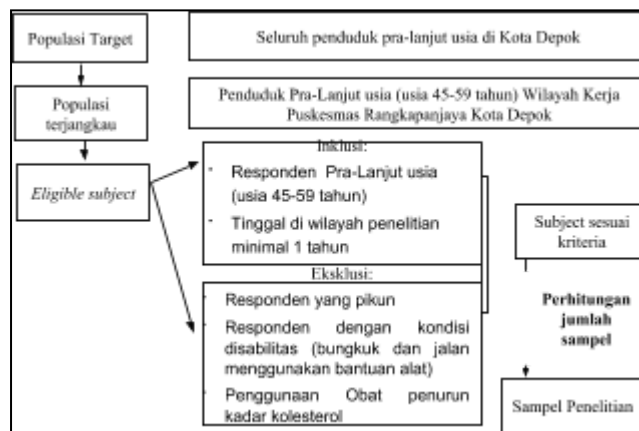 Populasi Target
Seluruh penduduk pra-lanjut usia di Kota Depok
Populasi
terjangkau
Penduduk Pra-Lanjut usia (usia 45-59 tahun) Wilayah Kerja
Puskesmas Rangkapanjaya Kota Depok
Eligible subject
Inklusi:
- Responden Pra-Lanjut usia
(usia 45-59 tahun)
- Tinggal di wilayah penelitian
minimal 1 tahun
Eksklusi:
- Responden yang pikun
- Responden dengan kondisi
disabilitas (bungkuk dan jalan
menggunakan bantuan alat)
- Penggunaan Obat penurun
kadar kolesterol
Subject sesuai
kriteria
Perhitungan
jumlah
sampel
Sampel Penelitian